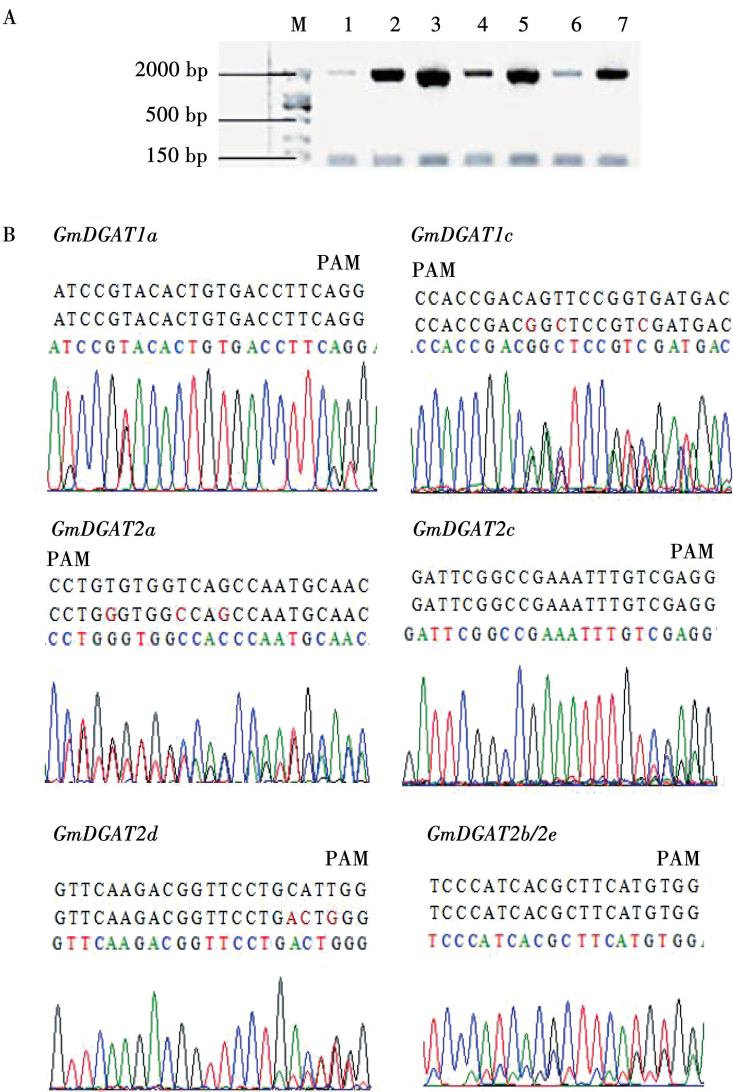 A
M 1 2 3 4 5 6 7
2000 bp
500 bp
150 bp
B
GmDGAT1a
PAM
ATCCGTACACTGTGACCTTCAGG
ATCCGTACACTGTGACCTTCAGG
ATCCGTACACTGTGACCTTCAGGA
GmDGAT1c
PAM
CCACCGACAGTTCCGGTGATGAC
CCACCGACGGCTCCGTCGATGAC
ACCACCGACGGCTCCGTCGATGAC
GmDGAT2a
PAM
CCTGTGTGGTCAGCCAATGCAAC
CCTGGGTGGCCAGCCAATGCAAC
CCTGGGTGGCCACCCAATGCAAC
GmDGAT2c
PAM
GATTCGGCCGAAATTTGTCGAGG
GATTCGGCCGAAATTTGTCGAGG
GATTCGGCCGAAATTTGTCGAGG
GmDGAT2d
PAM
GTTCAAGACGGTTCCTGCATTGG
GTTCAAGACGGTTCCTGACTGGG
GTTCAAGACGGTTCCTGACTGGG
GmDGAT2b/2e
PAM
TCCCATCACGCTTCATGTGG
TCCCATCACGCTTCATGTGG
TCCCATCACGCTTCATGTGG